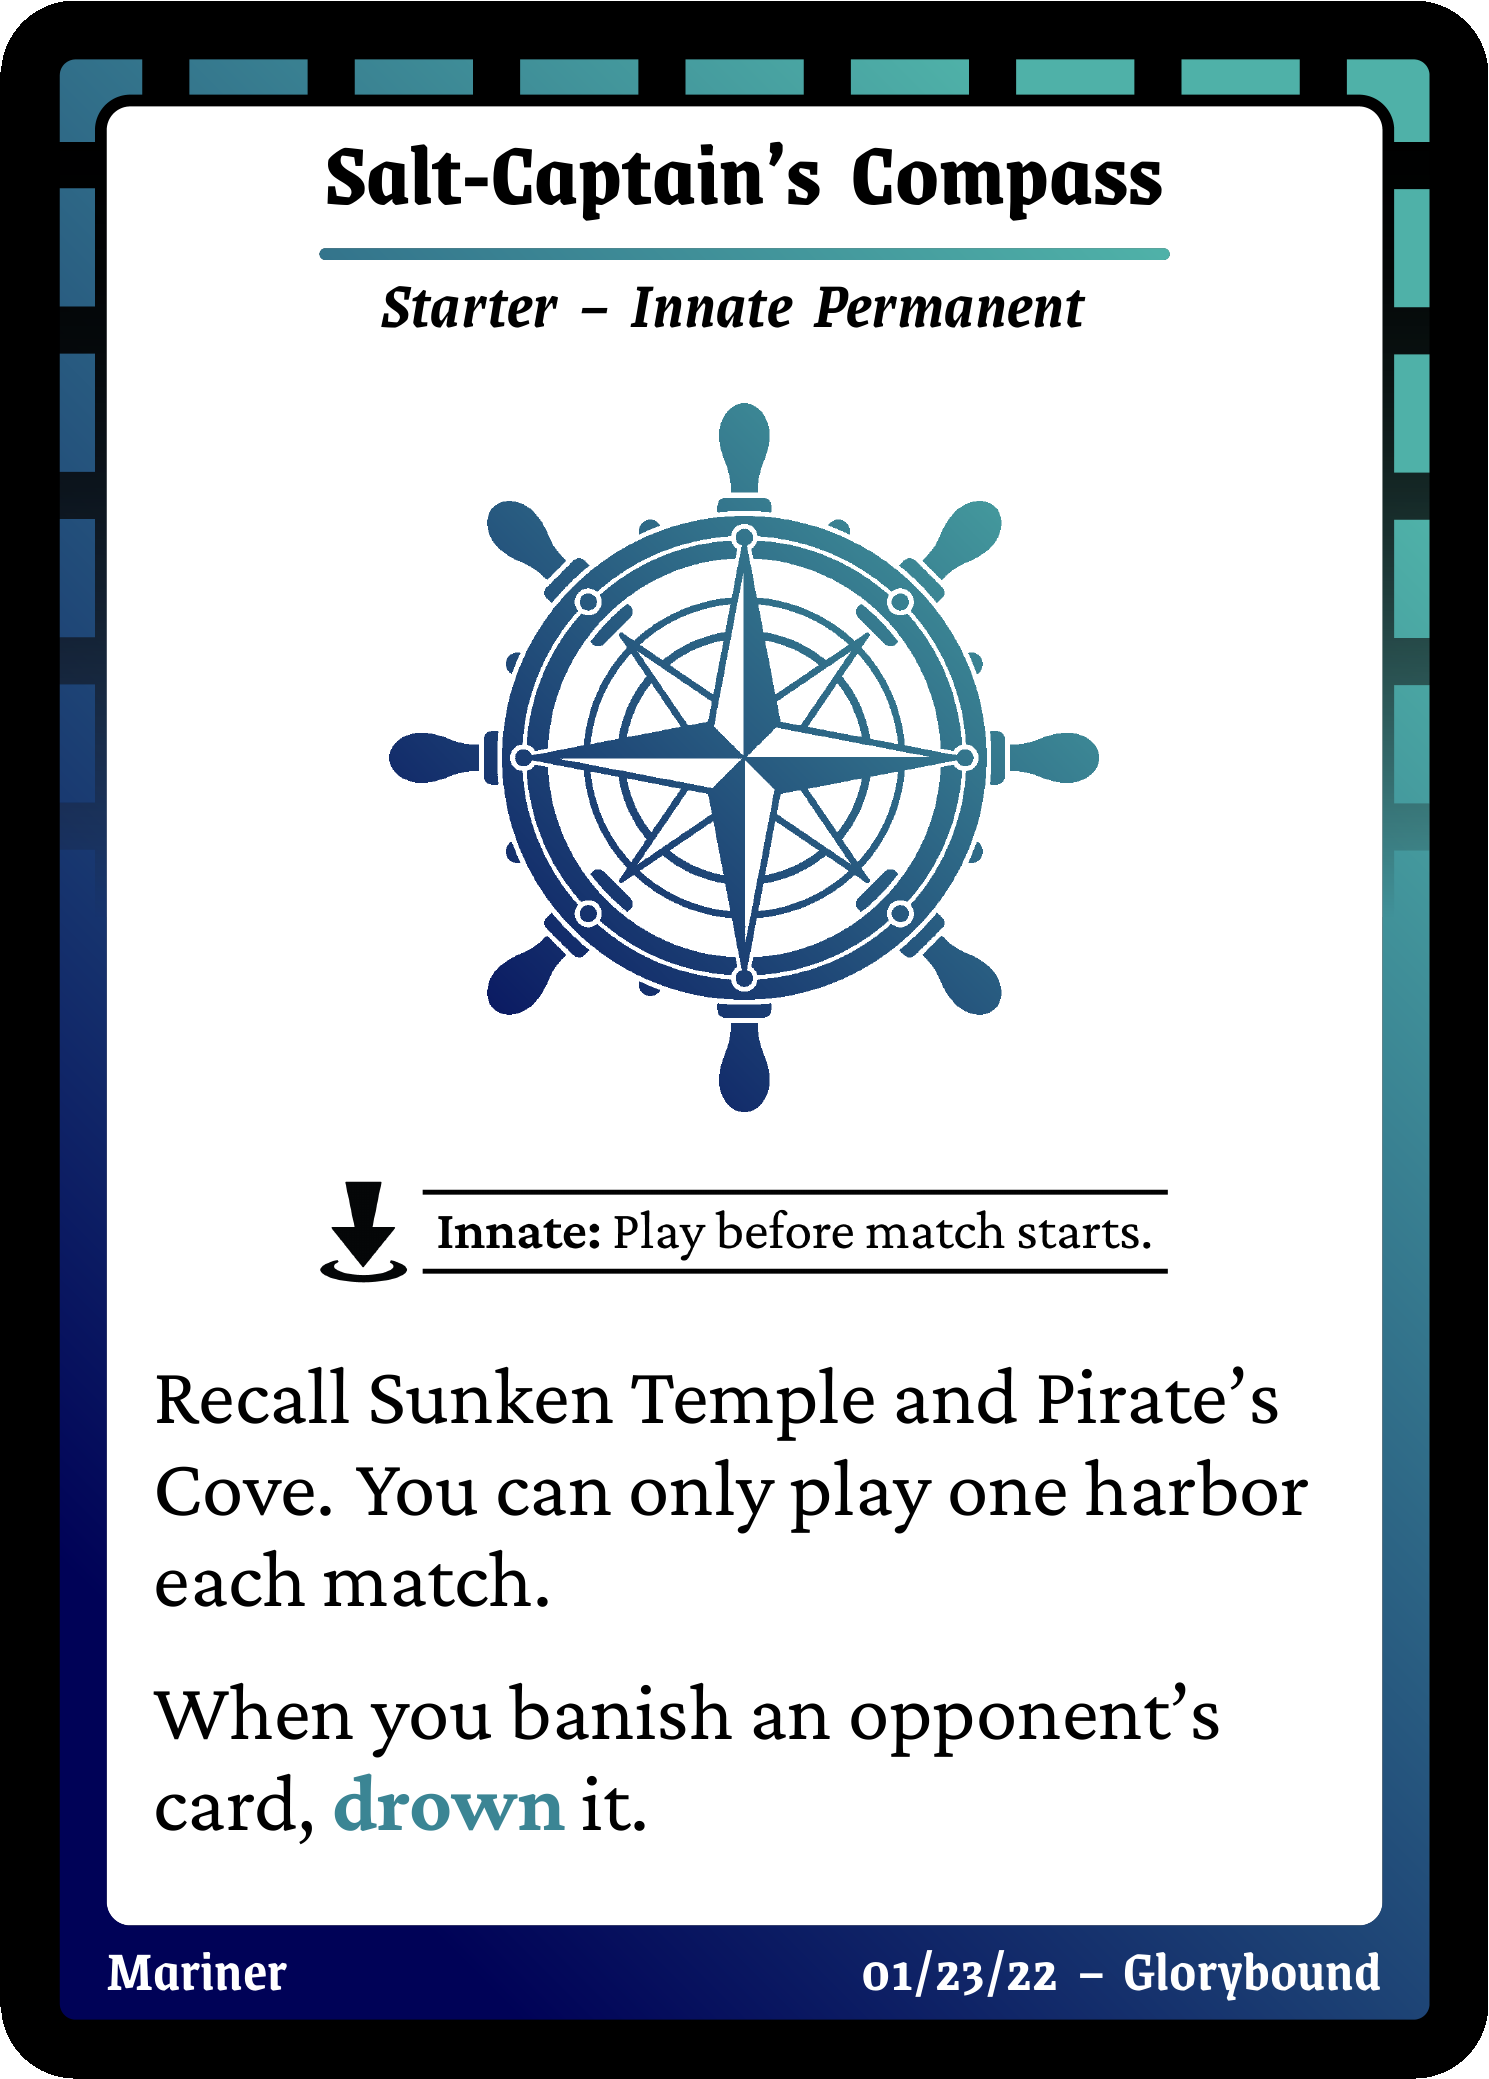 Salt-Captain’s Compass
Starter – Innate Permanent
Innate: Play before match starts.
Recall Sunken Temple and Pirate’s
Cove. You can only play one harbor
each match.
When you banish an opponent’s
card, drown it.
Mariner
01/23/22 – Glorybound